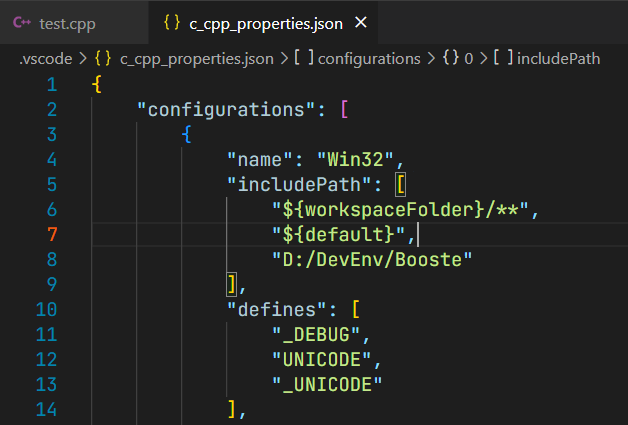 test.cpp
{} c_cpp_properties.json ×
.vscode > {} c_cpp_properties.json > [ ] configurations > {} 0 > [ ] includePath
1 {
2 "configurations": [
3 {
4 "name": "Win32",
5 "includePath": [
6 "${workspaceFolder}/**",
7 "${default}",
8 "D:/DevEnv/Booste"
9 ],
10 "defines": [
11 "_DEBUG",
12 "UNICODE",
13 "_UNICODE"
14 ],